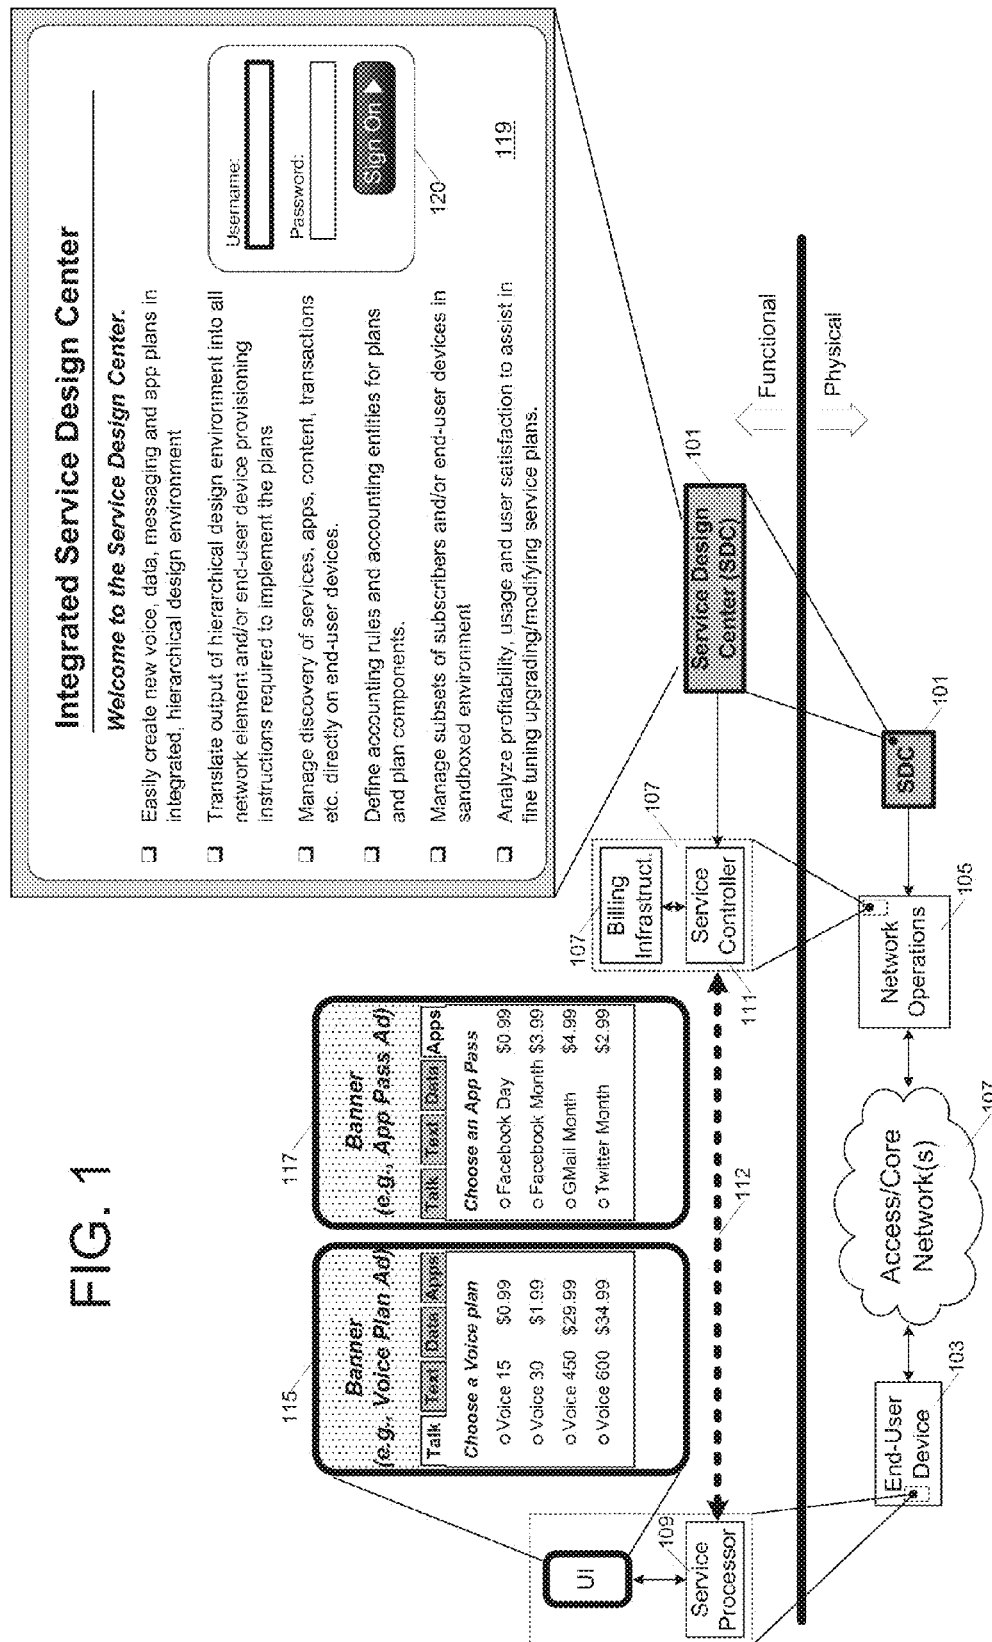 FIG. 1
Integrated Service Design Center
Welcome to the Service Design Center.
❑ Easily create new voice, data, messaging and app plans in
integrated, hierarchical design environment
❑ Translate output of hierarchical design environment into all
network element and/or end-user device provisioning
instructions required to implement the plans
❑ Manage discovery of services, apps, content, transactions
etc. directly on end-user devices.
❑ Define accounting rules and accounting entities for plans
and plan components.
❑ Manage subsets of subscribers and/or end-user devices in
sandboxed environment
❑ Analyze profitability, usage and user satisfaction to assist in
fine tuning upgrading/modifying service plans.
Username:
Password:
Sign On ▶
120
119
115
Banner
(e.g., Voice Plan Ad)
Talk Text Data Apps
Choose a Voice plan
o Voice 15 $0.99
o Voice 30 $1.99
o Voice 450 $29.99
o Voice 600 $34.99
117
Banner
(e.g., App Pass Ad)
Talk Text Data Apps
Choose an App Pass
o Facebook Day $0.99
o Facebook Month $3.99
o GMail Month $4.99
o Twitter Month $2.99
UI
109
Service
Processor
112
107
Billing
Infrastruct.
107
Service
Controller
111
Service Design
Center (SDC)
101
Functional
Physical
End-User
Device
103
Access/Core
Network(s)
107
Network
Operations
105
SDC
101